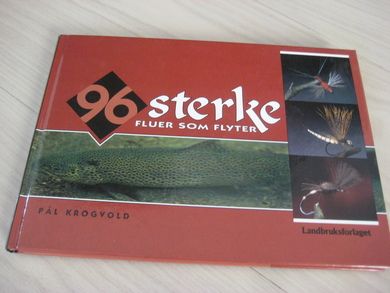 96 sterke
FLUER SOM FLYTER
PÅL KROGVOLD
Landbruksforlaget